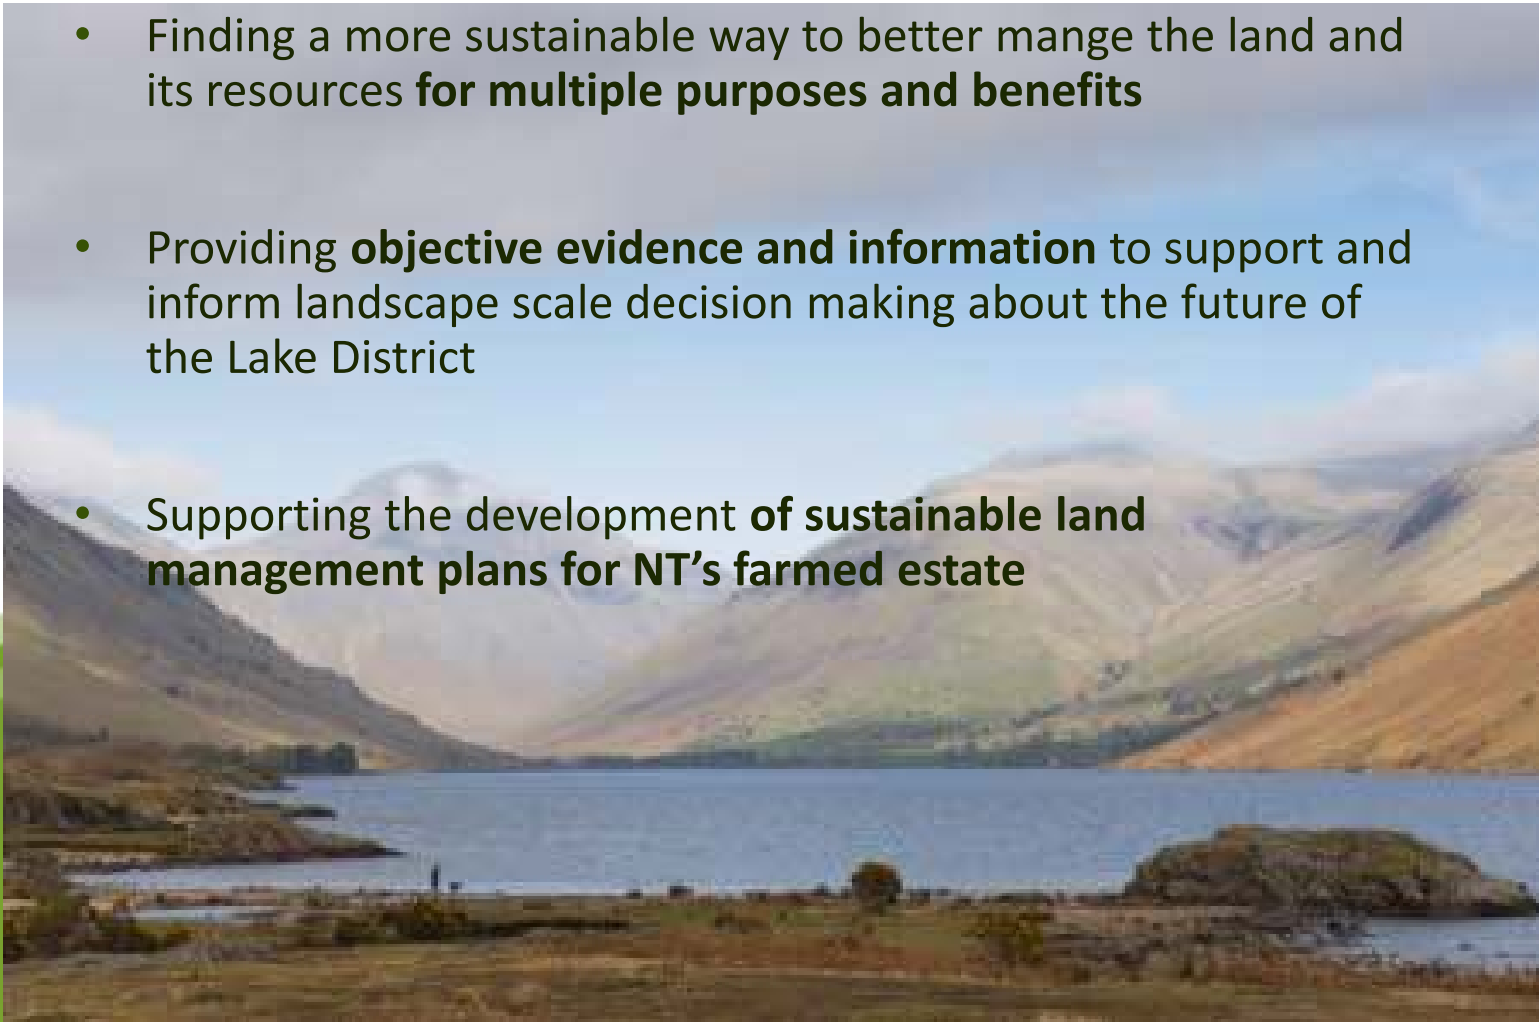 • Finding a more sustainable way to better mange the land and
its resources for multiple purposes and benefits
• Providing objective evidence and information to support and
inform landscape scale decision making about the future of
the Lake District
• Supporting the development of sustainable land
management plans for NT’s farmed estate